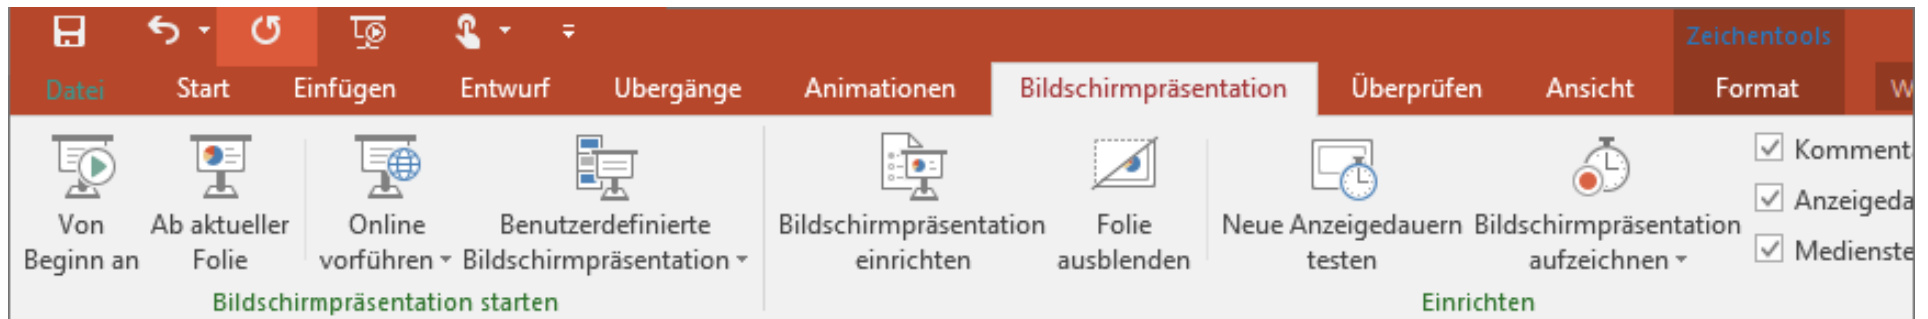 Zeichentools
Datei Start Einfügen Entwurf Ubergänge Animationen Bildschirmpräsentation Überprüfen Ansicht Format W
Von Beginn an
Ab aktueller Folie
Online vorführen
Benutzerdefinierte Bildschirmpräsentation
Bildschirmpräsentation einrichten
Folie ausblenden
Neue Anzeigedauern testen
Bildschirmpräsentation aufzeichnen
Komment
Anzeigeda
Medienste
Bildschirmpräsentation starten
Einrichten